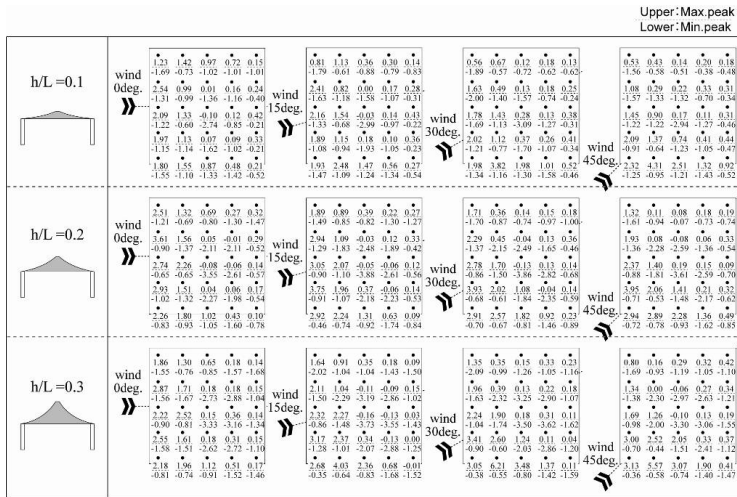 Upper:Max.peak
Lower:Min.peak
h/L =0.1
wind
0deg.
1.23 1.42 0.97 0.72 0.15
-1.69 -0.73 -1.02 -1.01 -1.01
2.54 0.99 0.01 0.16 0.24
-1.31 -0.99 -1.36 -1.16 -0.40
2.09 1.33 -0.10 0.12 0.42
-1.22 -0.60 -2.74 -0.85 -0.21
1.97 1.13 0.07 0.09 0.33
-1.15 -1.14 -1.62 -1.02 -0.21
1.80 1.55 0.87 0.48 0.21
-1.55 -1.10 -1.33 -1.42 -0.52
wind
15deg.
0.81 1.13 0.36 0.30 0.14
-1.79 -0.61 -0.88 -0.79 -0.83
2.41 0.82 0.00 0.17 0.28
-1.63 -1.18 -1.58 -1.07 -0.31
2.16 1.54 -0.03 0.14 0.43
-1.33 -0.68 -2.99 -0.97 -0.22
1.89 1.15 0.18 0.10 0.36
-1.08 -0.94 -1.93 -1.05 -0.23
1.93 2.48 1.47 0.56 0.27
-1.47 -1.09 -1.24 -1.34 -0.54
wind
30deg.
0.56 0.67 0.12 0.18 0.13
-1.89 -0.57 -0.72 -0.62 -0.62
1.63 0.49 0.13 0.18 0.25
-2.00 -1.40 -1.57 -0.74 -0.24
1.78 1.43 0.28 0.13 0.38
-1.69 -1.13 -3.09 -1.27 -0.31
2.02 1.12 0.37 0.26 0.41
-1.21 -0.77 -1.70 -1.07 -0.34
1.98 3.82 1.98 1.01 0.52
-1.34 -1.16 -1.30 -1.58 -0.46
wind
45deg.
0.53 0.43 0.14 0.20 0.18
-1.56 -0.58 -0.51 -0.38 -0.48
1.08 0.29 0.22 0.33 0.31
-1.57 -1.33 -1.32 -0.70 -0.34
1.45 0.90 0.17 0.11 0.31
-1.22 -1.22 -2.94 -1.27 -0.46
2.09 1.37 0.74 0.41 0.44
-0.91 -0.64 -1.23 -1.05 -0.47
2.32 4.31 2.51 1.32 0.92
-1.25 -0.95 -1.21 -1.43 -0.52
h/L =0.2
wind
0deg.
2.51 1.32 0.69 0.27 0.32
-1.21 -0.69 -0.80 -1.30 -1.47
3.61 1.56 0.05 -0.01 0.29
-0.90 -1.37 -2.11 -2.11 -0.52
2.74 2.26 -0.08 -0.06 0.14
-0.65 -0.65 -3.55 -2.61 -0.57
2.93 1.51 0.04 0.06 0.17
-1.02 -1.32 -2.27 -1.98 -0.54
2.26 1.80 1.02 0.43 0.10
-0.83 -0.93 -1.05 -1.60 -0.78
wind
15deg.
1.89 0.89 0.39 0.22 0.27
-1.49 -0.85 -0.82 -1.30 -1.27
2.94 1.09 -0.03 0.12 0.33
-1.29 -1.83 -2.48 -1.89 -0.42
3.05 2.07 -0.05 -0.06 0.12
-0.90 -1.10 -3.88 -2.61 -0.56
3.75 1.96 0.37 -0.06 0.14
-0.91 -1.07 -2.18 -2.23 -0.53
2.92 2.24 1.31 0.63 0.09
-0.46 -0.74 -0.92 -1.74 -0.84
wind
30deg.
1.71 0.36 0.14 0.15 0.18
-1.70 -0.87 -0.74 -0.97 -1.00
2.29 0.45 -0.04 0.13 0.36
-1.37 -2.15 -2.49 -1.65 -0.46
2.78 1.70 -0.13 0.13 0.14
-0.86 -1.50 -3.86 -2.82 -0.68
3.93 2.02 1.08 -0.04 0.14
-0.68 -0.61 -1.84 -2.35 -0.59
2.91 2.57 1.82 0.92 0.23
-0.70 -0.67 -0.81 -1.46 -0.89
wind
45deg.
1.32 0.11 0.08 0.18 0.19
-1.61 -0.94 -0.07 -0.73 -0.74
1.93 0.08 -0.08 0.06 0.33
-1.36 -2.28 -2.59 -1.36 -0.54
2.37 1.40 0.19 0.15 0.09
-0.88 -1.81 -3.61 -2.59 -0.70
3.95 2.06 1.41 0.21 0.32
-0.71 -0.53 -1.48 -2.17 -0.62
2.94 2.89 2.28 1.36 0.49
-0.72 -0.78 -0.93 -1.62 -0.85
h/L =0.3
wind
0deg.
1.86 1.30 0.65 0.18 0.14
-1.55 -0.76 -0.85 -1.57 -1.68
2.87 1.71 0.18 0.18 0.15
-1.56 -1.67 -2.73 -2.88 -1.04
2.22 2.52 0.15 0.36 0.14
-0.90 -0.81 -3.33 -3.16 -1.34
2.55 1.61 0.18 0.31 0.15
-1.58 -1.51 -2.62 -2.72 -1.10
2.18 1.96 1.12 0.51 0.17
-0.81 -0.74 -0.91 -1.52 -1.46
wind
15deg.
1.64 0.91 0.35 0.18 0.09
-2.02 -1.04 -1.04 -1.43 -1.50
2.11 1.04 -0.11 -0.09 0.15
-1.50 -2.29 -3.19 -2.86 -1.02
2.32 2.27 -0.16 -0.13 0.03
-0.86 -1.48 -3.73 -3.55 -1.43
3.17 2.37 0.34 -0.13 0.00
-1.28 -1.01 -2.07 -2.88 -1.25
2.68 4.03 2.36 0.68 -0.01
-0.35 -0.64 -0.83 -1.68 -1.52
wind
30deg.
1.35 0.35 0.15 0.33 0.23
-2.09 -0.99 -1.26 -1.05 -1.16
1.96 0.39 0.13 0.22 0.18
-1.63 -2.32 -3.25 -2.90 -1.07
2.24 1.90 0.18 0.31 0.11
-1.04 -1.74 -3.50 -3.62 -1.62
3.41 2.60 1.24 0.11 0.04
-0.90 -0.60 -2.03 -2.86 -1.20
3.05 6.21 3.48 1.37 0.11
-0.38 -0.55 -0.80 -1.42 -1.59
wind
45deg.
0.80 0.16 0.29 0.32 0.42
-1.69 -0.93 -1.19 -1.05 -1.10
1.34 0.00 -0.06 0.27 0.34
-1.38 -2.30 -2.97 -2.63 -1.21
1.69 1.26 -0.10 0.13 0.19
-0.98 -2.00 -3.30 -3.06 -1.55
3.00 2.52 2.05 0.33 0.37
-0.70 -0.44 -1.51 -2.41 -1.12
3.13 5.57 3.07 1.90 0.41
-0.36 -0.58 -0.74 -1.40 -1.47